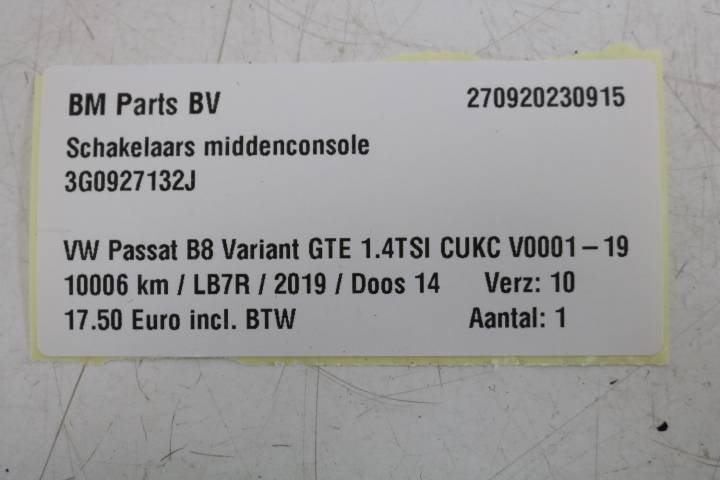 BM Parts BV 270920230915
Schakelaars middenconsole
3G0927132J
VW Passat B8 Variant GTE 1.4TSI CUKC V0001-19
10006 km / LB7R / 2019 / Doos 14 Verz: 10
17.50 Euro incl. BTW Aantal: 1